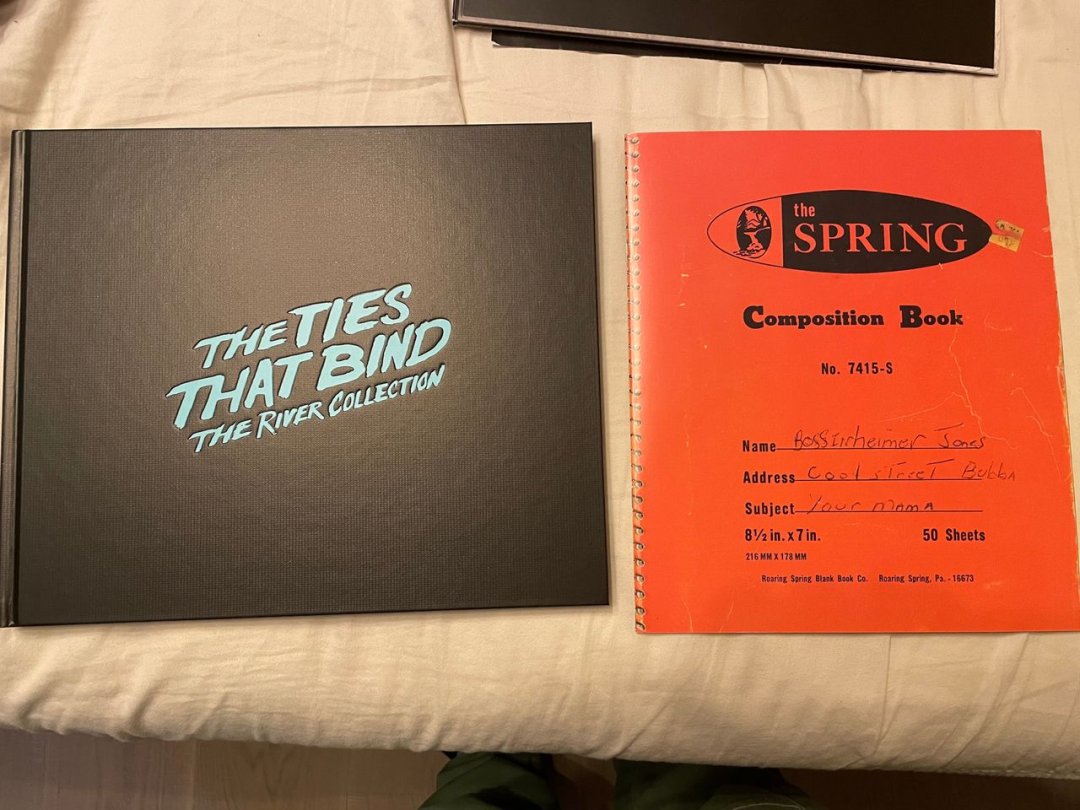 THE TIES
THAT BIND
THE RIVER COLLECTION
the
SPRING
Composition Book
No. 7415-S
Name Bossirheimer Jones
Address Cool street Bubba
Subject Your mama
8½ in. x 7 in. 50 Sheets
216 MM X 178 MM
Roaring Spring Blank Book Co. Roaring Spring, Pa. - 16673